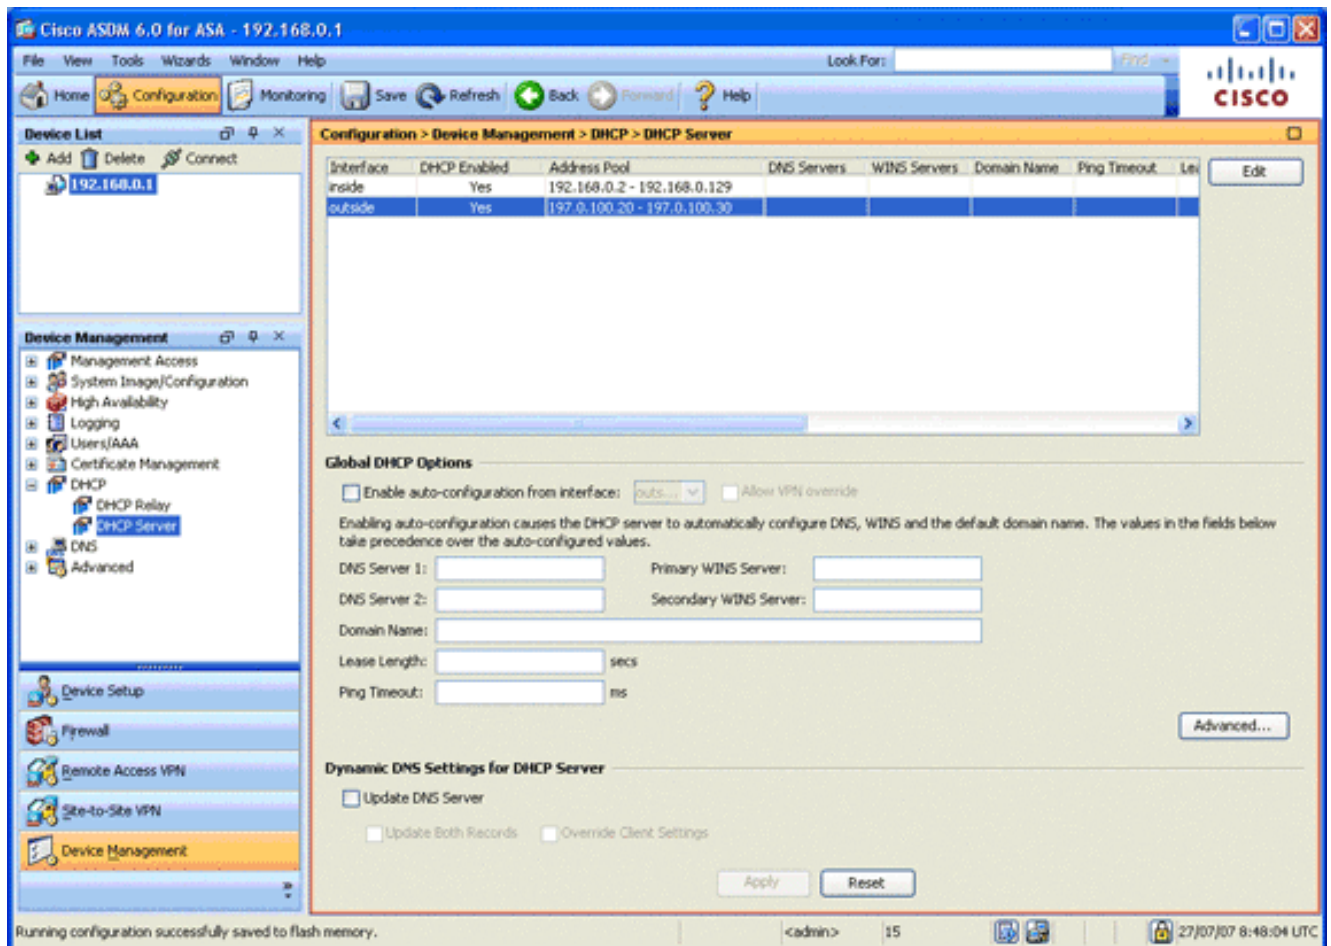 Cisco ASDM 6.0 for ASA - 192.168.0.1
File View Tools Wizards Window Help Look For: Find
Home Configuration Monitoring Save Refresh Back Forward Help
CISCO
Device List
Add Delete Connect
192.168.0.1
Device Management
Management Access
System Image/Configuration
High Availability
Logging
Users/AAA
Certificate Management
DHCP
DHCP Relay
DHCP Server
DNS
Advanced
Device Setup
Firewall
Remote Access VPN
Site-to-Site VPN
Device Management
Configuration > Device Management > DHCP > DHCP Server
Interface DHCP Enabled Address Pool DNS Servers WINS Servers Domain Name Ping Timeout Lea
inside Yes 192.168.0.2 - 192.168.0.129
outside Yes 197.0.100.20 - 197.0.100.30
Edit
Global DHCP Options
Enable auto-configuration from interface: outs... Allow VPN override
Enabling auto-configuration causes the DHCP server to automatically configure DNS, WINS and the default domain name. The values in the fields below
take precedence over the auto-configured values.
DNS Server 1: Primary WINS Server:
DNS Server 2: Secondary WINS Server:
Domain Name:
Lease Length: secs
Ping Timeout: ms
Advanced...
Dynamic DNS Settings for DHCP Server
Update DNS Server
Update Both Records Override Client Settings
Apply Reset
Running configuration successfully saved to flash memory. <admin> 15 27/07/07 8:48:04 UTC